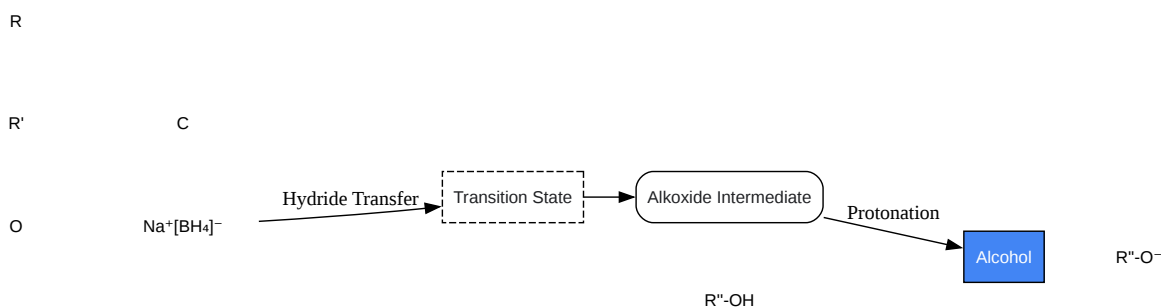 R
R'
C
Hydride Transfer
Transition State
Alkoxide Intermediate
Protonation
O
Na⁺[BH₄]⁻
Alcohol
R"-O⁻
R"-OH